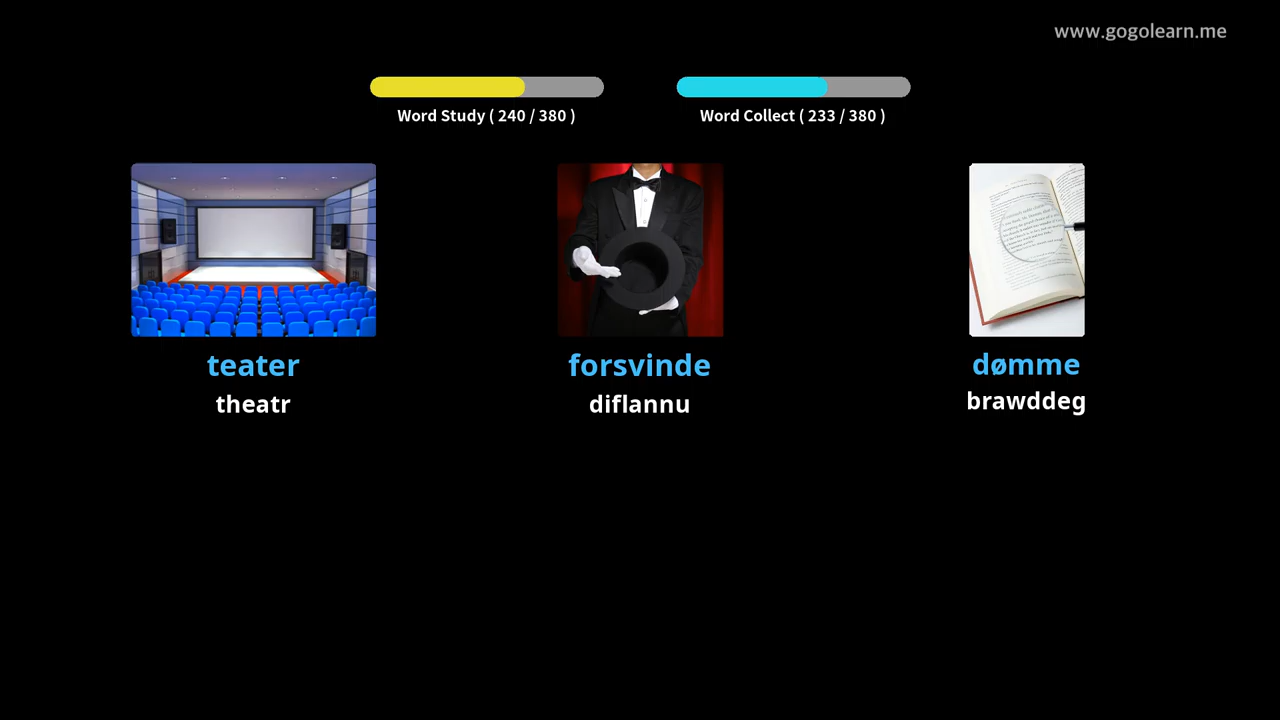 www.gogolearn.me
Word Study ( 240 / 380 )
Word Collect ( 233 / 380 )
teater
theatr
forsvinde
diflannu
dømme
brawddeg